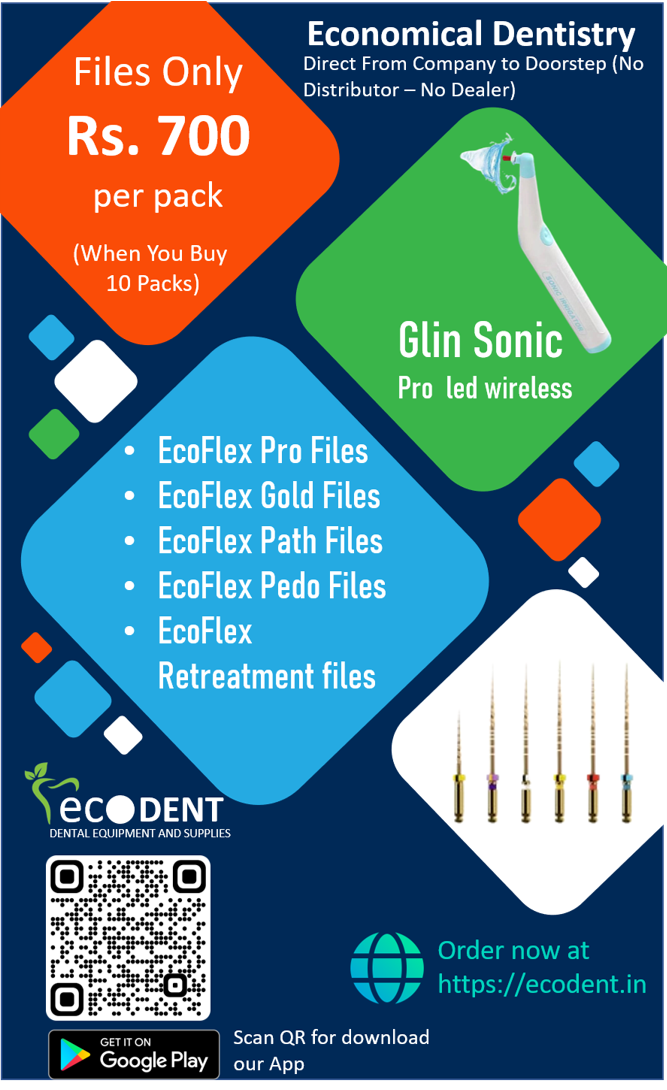 Files Only
Rs. 700
per pack
(When You Buy
10 Packs)
Economical Dentistry
Direct From Company to Doorstep (No
Distributor – No Dealer)
SONIC IRRIGATOR
Glin Sonic
Pro led wireless
• EcoFlex Pro Files
• EcoFlex Gold Files
• EcoFlex Path Files
• EcoFlex Pedo Files
• EcoFlex
Retreatment files
ecoDENT
DENTAL EQUIPMENT AND SUPPLIES
Order now at
https://ecodent.in
GET IT ON
Google Play
Scan QR for download
our App